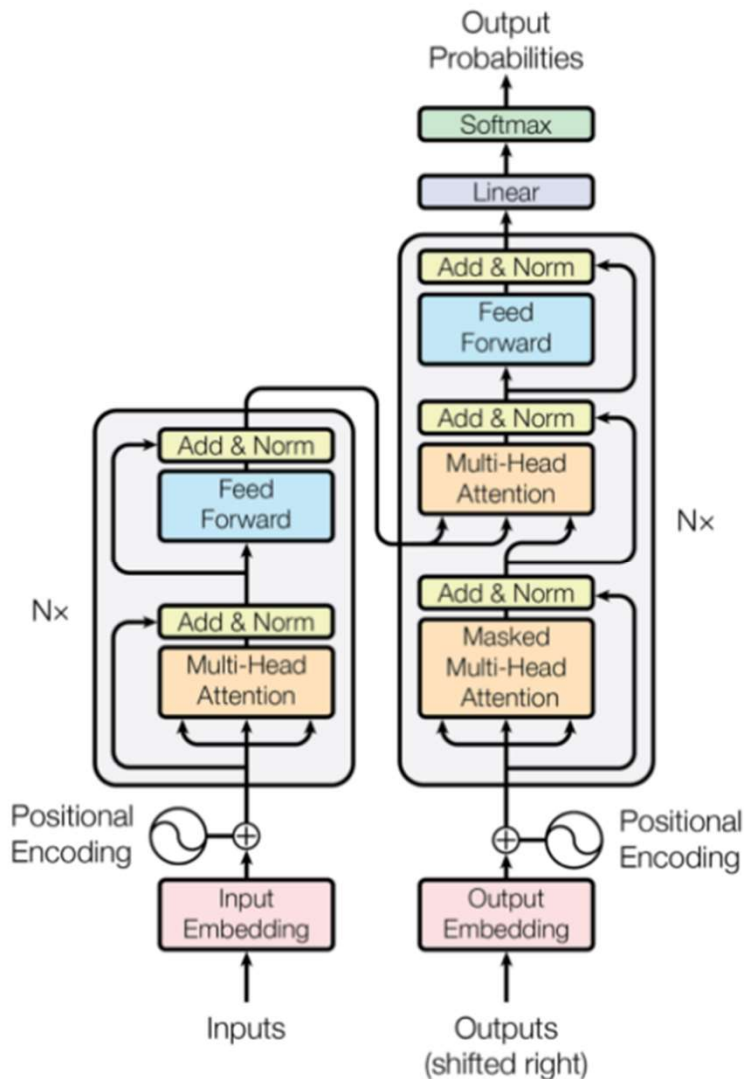 Output
Probabilities
Softmax
Linear
Add & Norm
Feed
Forward
Add & Norm
Multi-Head
Attention
Nx
Add & Norm
Masked
Multi-Head
Attention
Add & Norm
Feed
Forward
Nx
Add & Norm
Multi-Head
Attention
Positional
Encoding
Positional
Encoding
Input
Embedding
Output
Embedding
Inputs
Outputs
(shifted right)